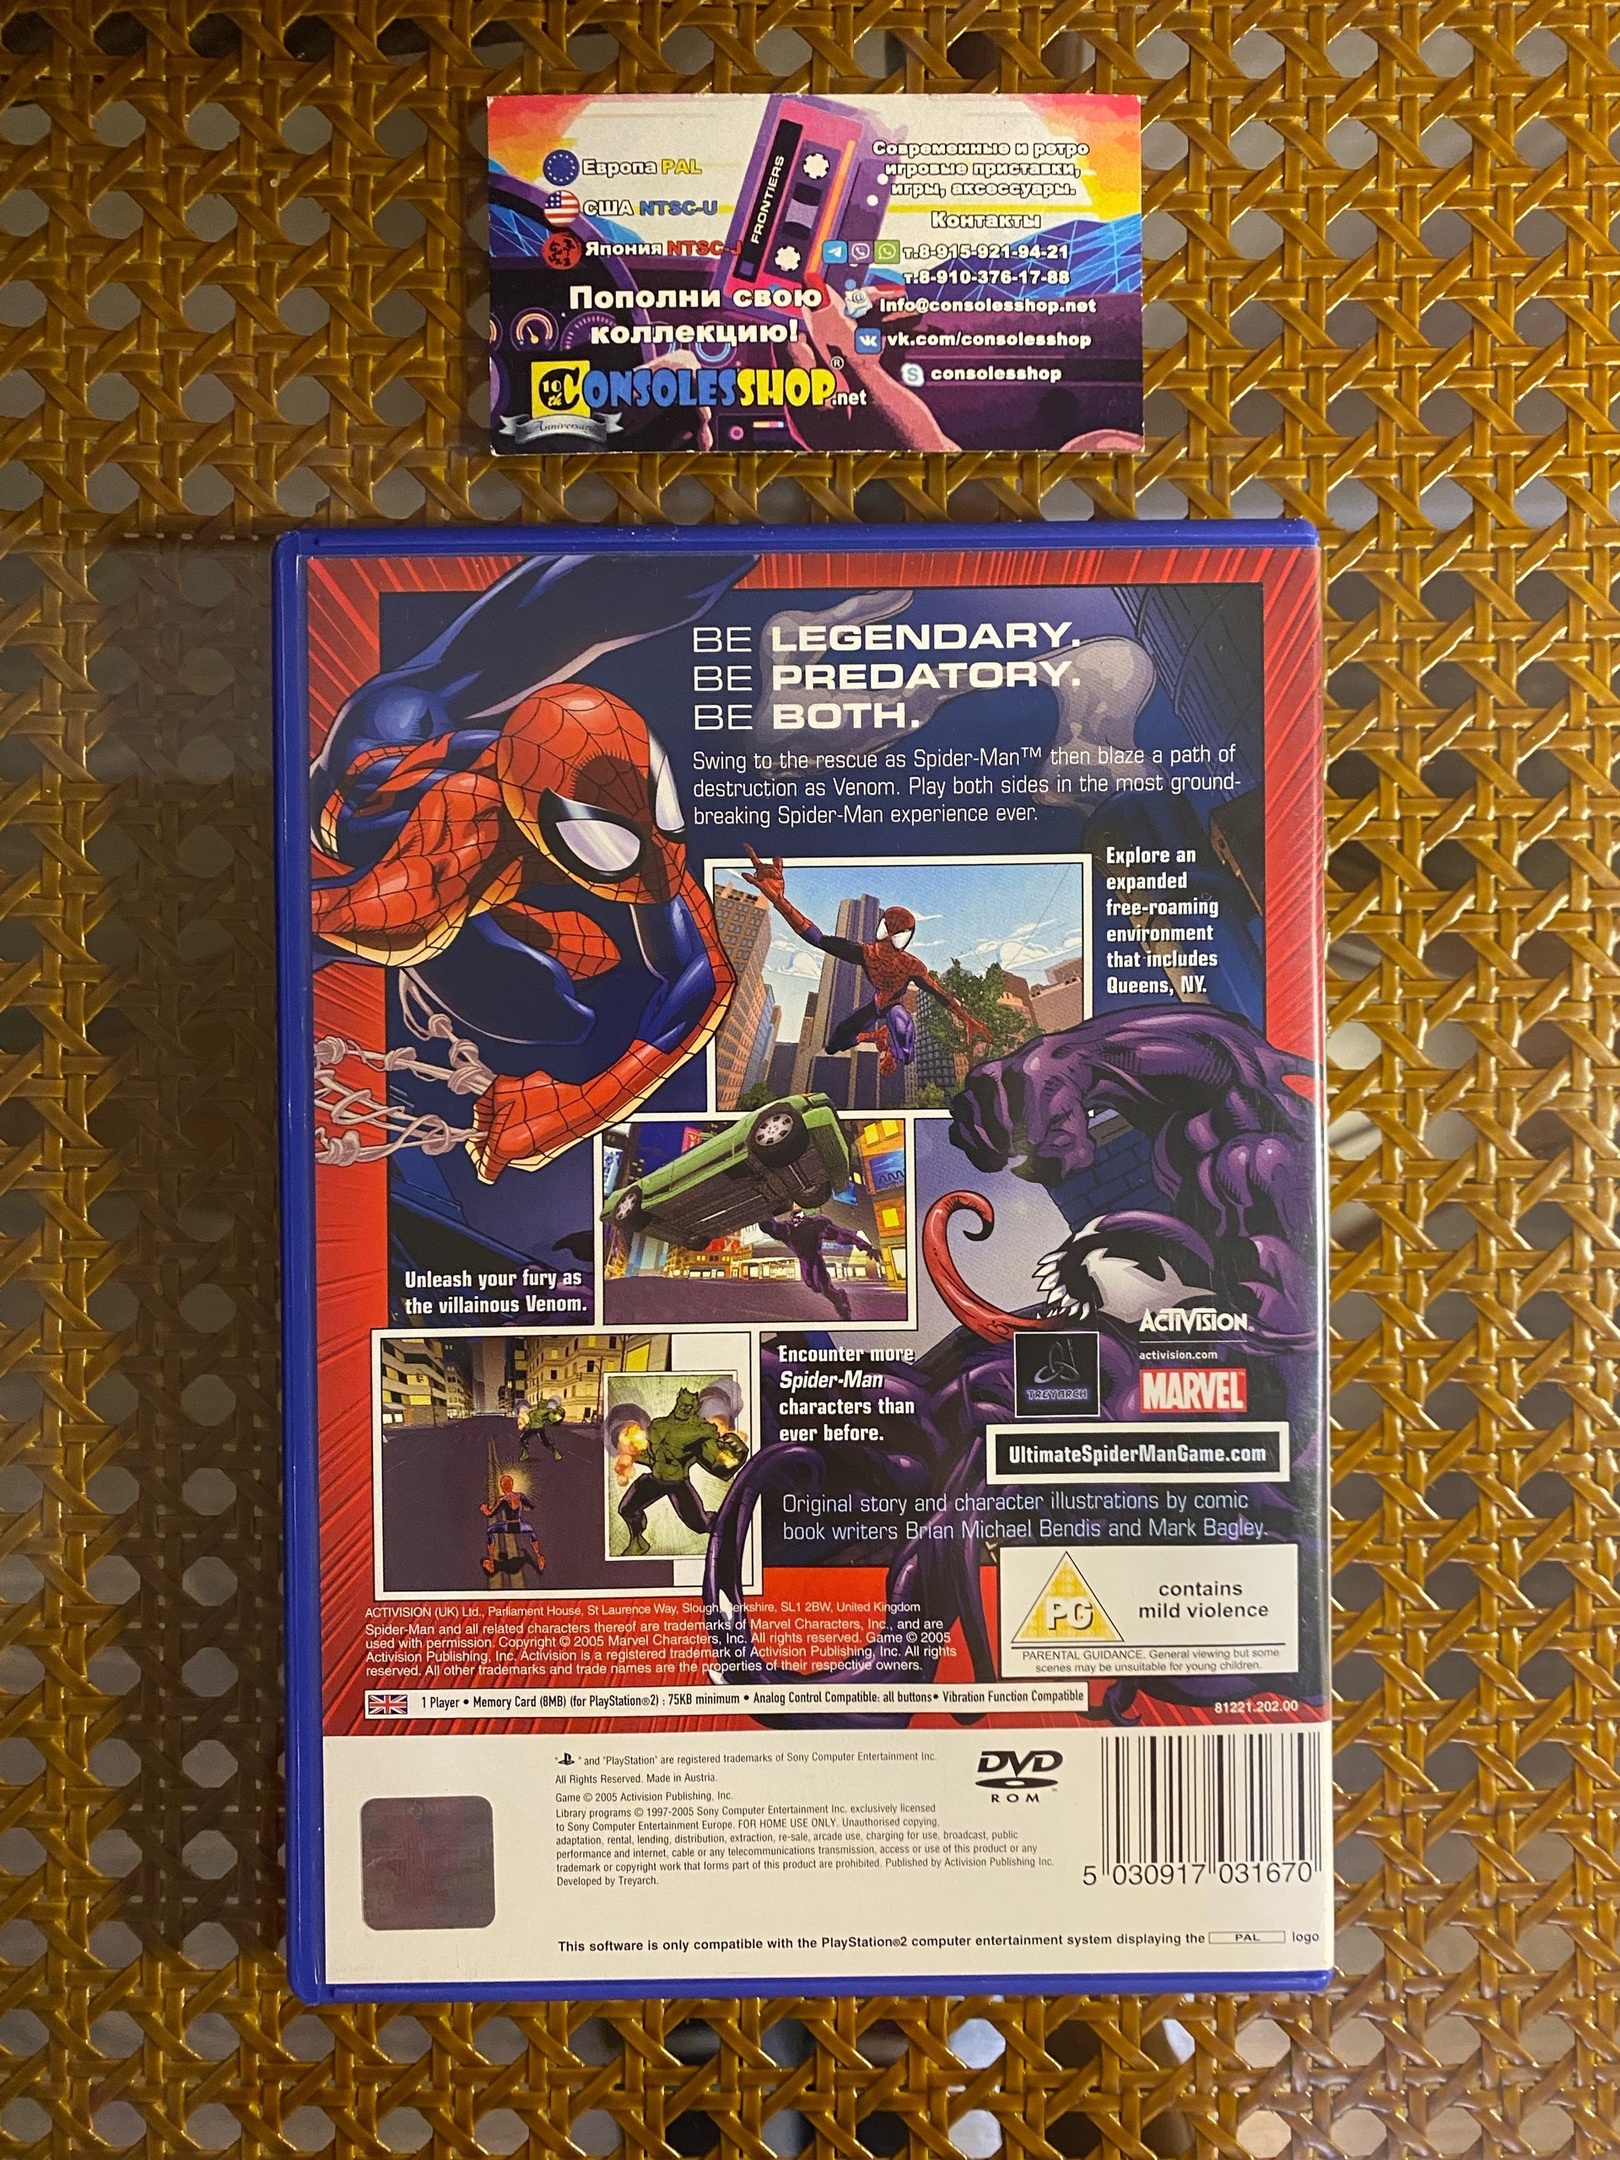 Европа PAL
США NTSC-U
Япония NTSC-J
Пополни свою
коллекцию!
10
th
CONSOLESSHOP.net
®
Anniversary
FRONTIERS
Современные и ретро
игровые приставки,
игры, аксессуары.
Контакты
т.8-915-921-94-21
т.8-910-376-17-88
info@consolesshop.net
vk.com/consolesshop
consolesshop
BE LEGENDARY.
BE PREDATORY.
BE BOTH.
Swing to the rescue as Spider-Man™ then blaze a path of
destruction as Venom. Play both sides in the most ground-
breaking Spider-Man experience ever.
Explore an
expanded
free-roaming
environment
that includes
Queens, NY.
Unleash your fury as
the villainous Venom.
Encounter more
Spider-Man
characters than
ever before.
TREYARCH
ACTIVISION.
activision.com
MARVEL
UltimateSpiderManGame.com
Original story and character illustrations by comic
book writers Brian Michael Bendis and Mark Bagley.
PG
contains
mild violence
PARENTAL GUIDANCE. General viewing but some
scenes may be unsuitable for young children.
ACTIVISION (UK) Ltd., Parliament House, St Laurence Way, Slough, Berkshire, SL1 2BW, United Kingdom
Spider-Man and all related characters thereof are trademarks of Marvel Characters, Inc., and are
used with permission. Copyright © 2005 Marvel Characters, Inc. All rights reserved. Game © 2005
Activision Publishing, Inc. Activision is a registered trademark of Activision Publishing, Inc. All rights
reserved. All other trademarks and trade names are the properties of their respective owners.
1 Player • Memory Card (8MB) (for PlayStation®2) : 75KB minimum • Analog Control Compatible: all buttons• Vibration Function Compatible
81221.202.00
" " and "PlayStation" are registered trademarks of Sony Computer Entertainment Inc.
All Rights Reserved. Made in Austria.
Game © 2005 Activision Publishing, Inc.
Library programs © 1997-2005 Sony Computer Entertainment Inc. exclusively licensed
to Sony Computer Entertainment Europe. FOR HOME USE ONLY. Unauthorised copying,
adaptation, rental, lending, distribution, extraction, re-sale, arcade use, charging for use, broadcast, public
performance and internet, cable or any telecommunications transmission, access or use of this product or any
trademark or copyright work that forms part of this product are prohibited. Published by Activision Publishing Inc.
Developed by Treyarch.
DVD
ROM
5 030917 031670
This software is only compatible with the PlayStation®2 computer entertainment system displaying the PAL logo